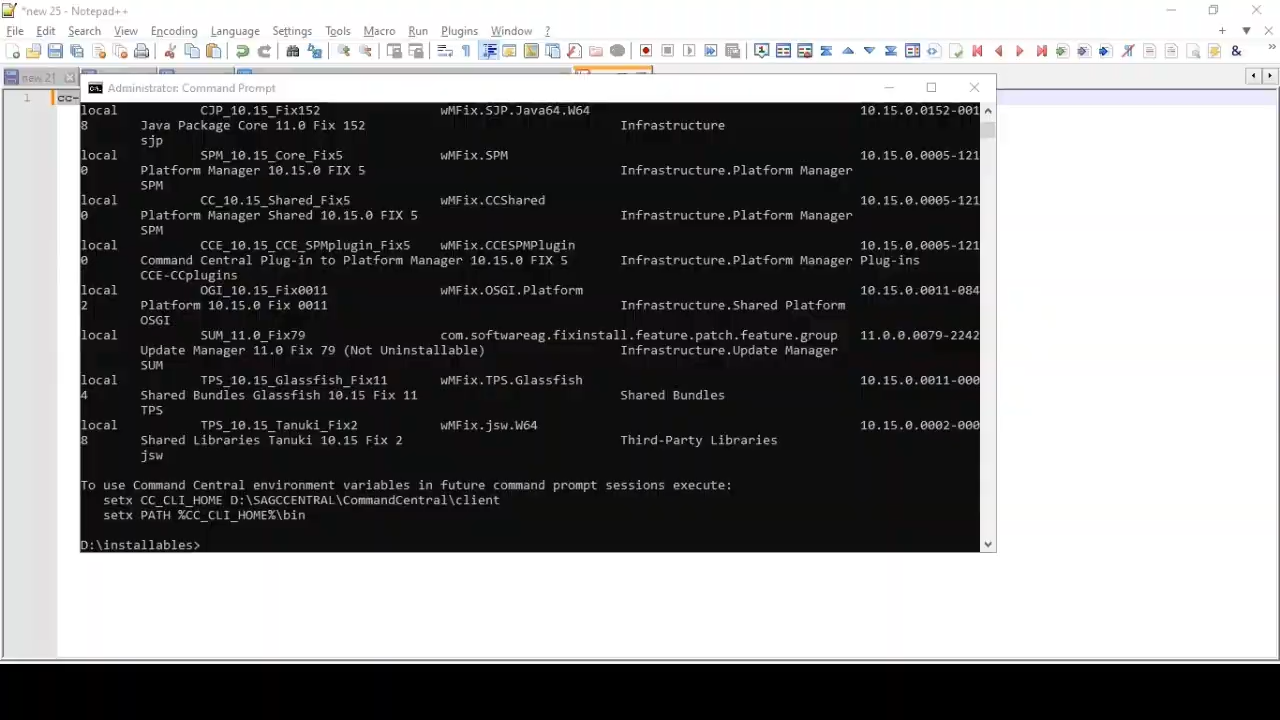 *new 25 - Notepad++
File Edit Search View Encoding Language Settings Tools Macro Run Plugins Window ?
new 21
Administrator: Command Prompt
1 cc-
local CJP_10.15_Fix152 wMFix.SJP.Java64.W64 10.15.0.0152-001
8 Java Package Core 11.0 Fix 152 Infrastructure
sjp
local SPM_10.15_Core_Fix5 wMFix.SPM 10.15.0.0005-121
0 Platform Manager 10.15.0 FIX 5 Infrastructure.Platform Manager
SPM
local CC_10.15_Shared_Fix5 wMFix.CCShared 10.15.0.0005-121
0 Platform Manager Shared 10.15.0 FIX 5 Infrastructure.Platform Manager
SPM
local CCE_10.15_CCE_SPMplugin_Fix5 wMFix.CCESPMPlugin 10.15.0.0005-121
0 Command Central Plug-in to Platform Manager 10.15.0 FIX 5 Infrastructure.Platform Manager Plug-ins
CCE-CCplugins
local OGI_10.15_Fix0011 wMFix.OSGI.Platform 10.15.0.0011-084
2 Platform 10.15.0 Fix 0011 Infrastructure.Shared Platform
OSGI
local SUM_11.0_Fix79 com.softwareag.fixinstall.feature.patch.feature.group 11.0.0.0079-2242
Update Manager 11.0 Fix 79 (Not Uninstallable) Infrastructure.Update Manager
SUM
local TPS_10.15_Glassfish_Fix11 wMFix.TPS.Glassfish 10.15.0.0011-000
4 Shared Bundles Glassfish 10.15 Fix 11 Shared Bundles
TPS
local TPS_10.15_Tanuki_Fix2 wMFix.jsw.W64 10.15.0.0002-000
8 Shared Libraries Tanuki 10.15 Fix 2 Third-Party Libraries
jsw
To use Command Central environment variables in future command prompt sessions execute:
setx CC_CLI_HOME D:\SAGCCENTRAL\CommandCentral\client
setx PATH %CC_CLI_HOME%\bin
D:\installables>